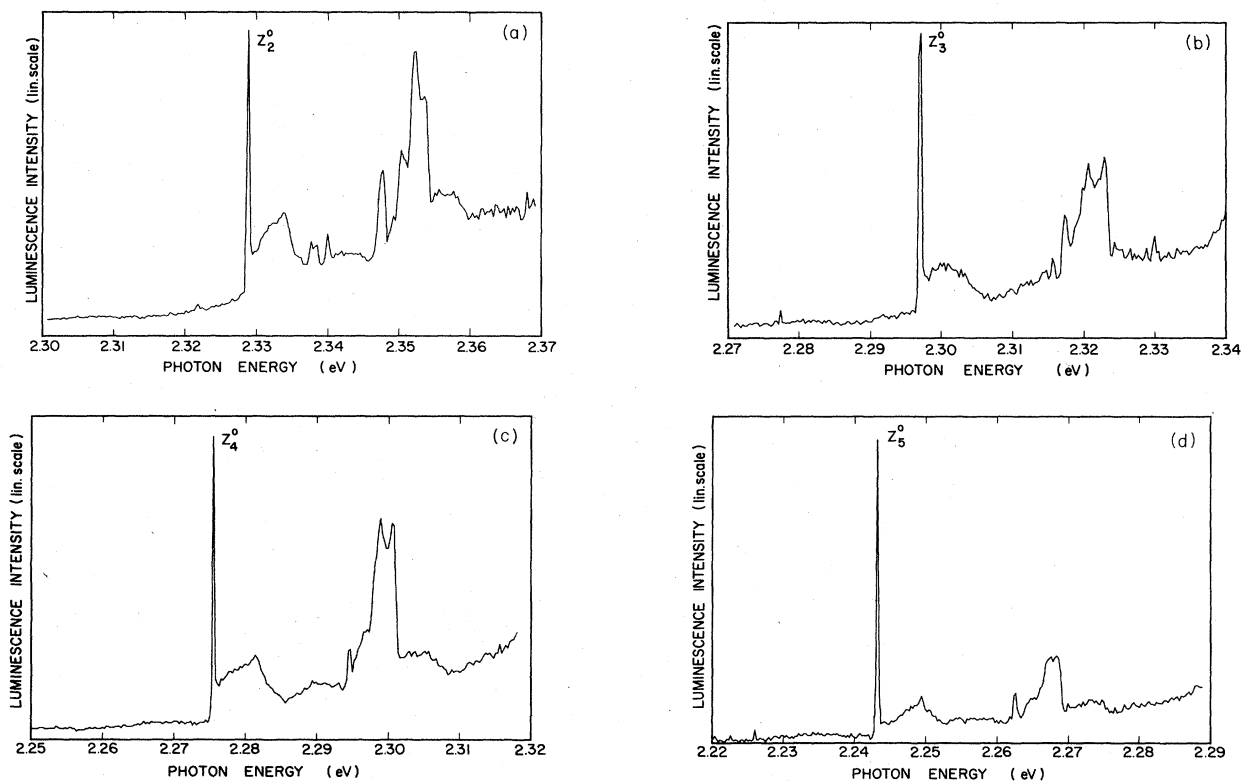 (a)
Z₂⁰
LUMINESCENCE INTENSITY (lin. scale)
2.30 2.31 2.32 2.33 2.34 2.35 2.36 2.37
PHOTON ENERGY (eV)
(b)
Z₃⁰
LUMINESCENCE INTENSITY (lin. scale)
2.27 2.28 2.29 2.30 2.31 2.32 2.33 2.34
PHOTON ENERGY (eV)
(c)
Z₄⁰
LUMINESCENCE INTENSITY (lin. scale)
2.25 2.26 2.27 2.28 2.29 2.30 2.31 2.32
PHOTON ENERGY (eV)
(d)
Z₅⁰
LUMINESCENCE INTENSITY (lin. scale)
2.22 2.23 2.24 2.25 2.26 2.27 2.28 2.29
PHOTON ENERGY (eV)